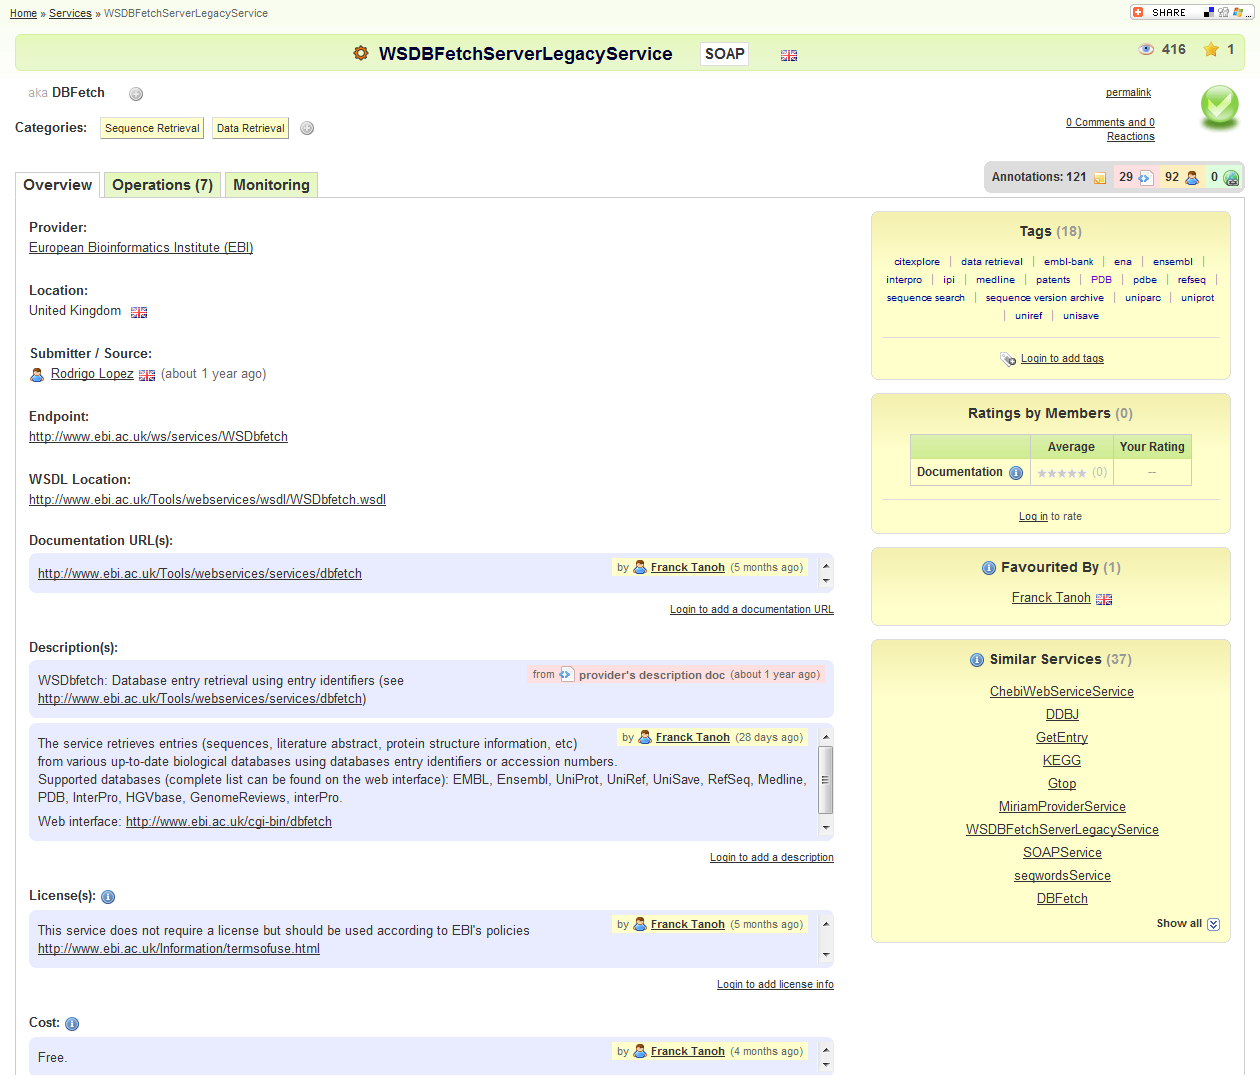 Home » Services » WSDBFetchServerLegacyService
SHARE ...
WSDBFetchServerLegacyService SOAP
416 1
aka DBFetch
permalink
Categories: Sequence Retrieval Data Retrieval
0 Comments and 0
Reactions
Overview Operations (7) Monitoring
Annotations: 121 29 92 0
Provider:
European Bioinformatics Institute (EBI)
Location:
United Kingdom
Submitter / Source:
Rodrigo Lopez (about 1 year ago)
Endpoint:
http://www.ebi.ac.uk/ws/services/WSDbfetch
WSDL Location:
http://www.ebi.ac.uk/Tools/webservices/wsdl/WSDbfetch.wsdl
Documentation URL(s):
http://www.ebi.ac.uk/Tools/webservices/services/dbfetch
by Franck Tanoh (5 months ago)
Login to add a documentation URL
Description(s):
from provider's description doc (about 1 year ago)
WSDbfetch: Database entry retrieval using entry identifiers (see
http://www.ebi.ac.uk/Tools/webservices/services/dbfetch)
by Franck Tanoh (28 days ago)
The service retrieves entries (sequences, literature abstract, protein structure information, etc)
from various up-to-date biological databases using databases entry identifiers or accession numbers.
Supported databases (complete list can be found on the web interface): EMBL, Ensembl, UniProt, UniRef, UniSave, RefSeq, Medline,
PDB, InterPro, HGVbase, GenomeReviews, interPro.
Web interface: http://www.ebi.ac.uk/cgi-bin/dbfetch
Login to add a description
License(s):
by Franck Tanoh (5 months ago)
This service does not require a license but should be used according to EBI's policies
http://www.ebi.ac.uk/Information/termsofuse.html
Login to add license info
Cost:
Free.
by Franck Tanoh (4 months ago)
Tags (18)
citexplore | data retrieval | embl-bank | ena | ensembl |
interpro | ipi | medline | patents | PDB | pdbe | refseq |
sequence search | sequence version archive | uniparc | uniprot
| uniref | unisave
Login to add tags
Ratings by Members (0)
Average Your Rating
Documentation (0) --
Log in to rate
Favourited By (1)
Franck Tanoh
Similar Services (37)
ChebiWebServiceService
DDBJ
GetEntry
KEGG
Gtop
MiriamProviderService
WSDBFetchServerLegacyService
SOAPService
seqwordsService
DBFetch
Show all